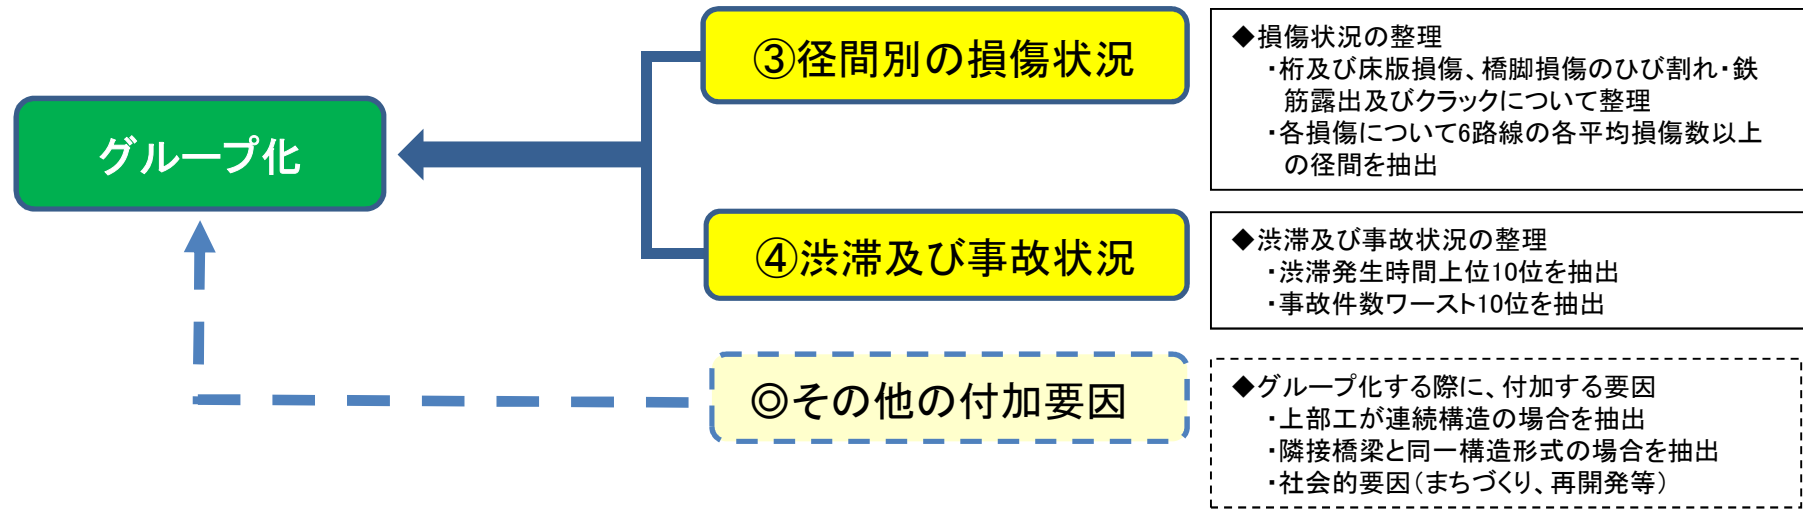 グループ化
③径間別の損傷状況
◆損傷状況の整理
・桁及び床版損傷、橋脚損傷のひび割れ・鉄
筋露出及びクラックについて整理
・各損傷について6路線の各平均損傷数以上
の径間を抽出
④渋滞及び事故状況
◆渋滞及び事故状況の整理
・渋滞発生時間上位10位を抽出
・事故件数ワースト10位を抽出
◎その他の付加要因
◆グループ化する際に、付加する要因
・上部工が連続構造の場合を抽出
・隣接橋梁と同一構造形式の場合を抽出
・社会的要因（まちづくり、再開発等）